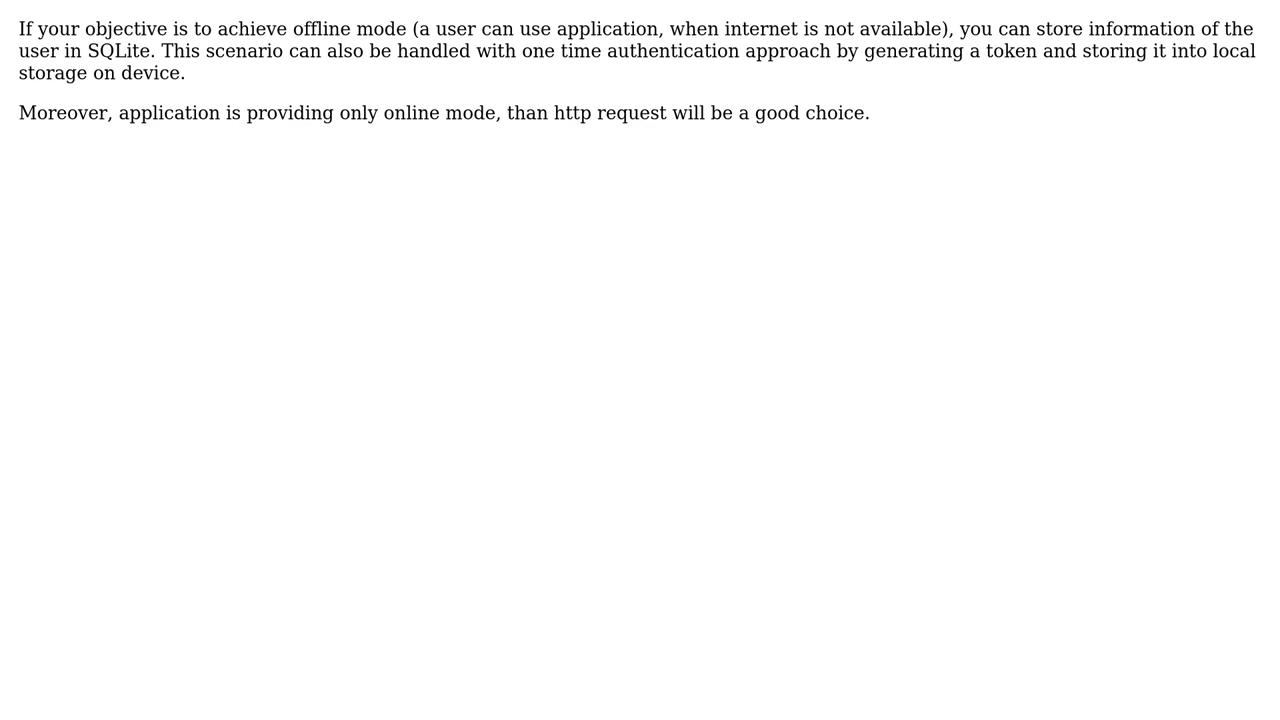 If your objective is to achieve offline mode (a user can use application, when internet is not available), you can store information of the
user in SQLite. This scenario can also be handled with one time authentication approach by generating a token and storing it into local
storage on device.
Moreover, application is providing only online mode, than http request will be a good choice.